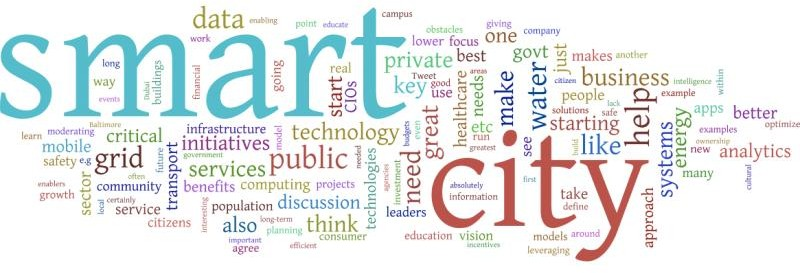 smart
city
data
enabling
point
educate
campus
work
obstacles
giving
company
lower
focus
one
govt
just
makes
another
long
way
events
Dubai
buildings
financial
going
start
real
CIOs
private
best
key
Tweet
good
use
healthcare
areas
needs
make
water
citizen
business
intelligence
people
example
within
solutions
lack
safe
starting
help
apps
better
optimize
energy
examples
ownership
new
analytics
systems
many
cultural
learn
moderating
Baltimore
critical
infrastructure
model
technology
budgets
even
great
etc
run
greatest
see
build
like
mobile
safety
e.g
grid
often
future
initiatives
government
services
public
needed
agencies
need
transport
enablers
growth
sector
community
local
certainly
service
citizens
benefits
interesting
computing
projects
technologies
investment
absolutely
information
first
take
define
approach
population
discussion
leaders
also
long-term
think
important
agree
planning
efficient
consumer
education
vision
incentives
models
around
leveraging